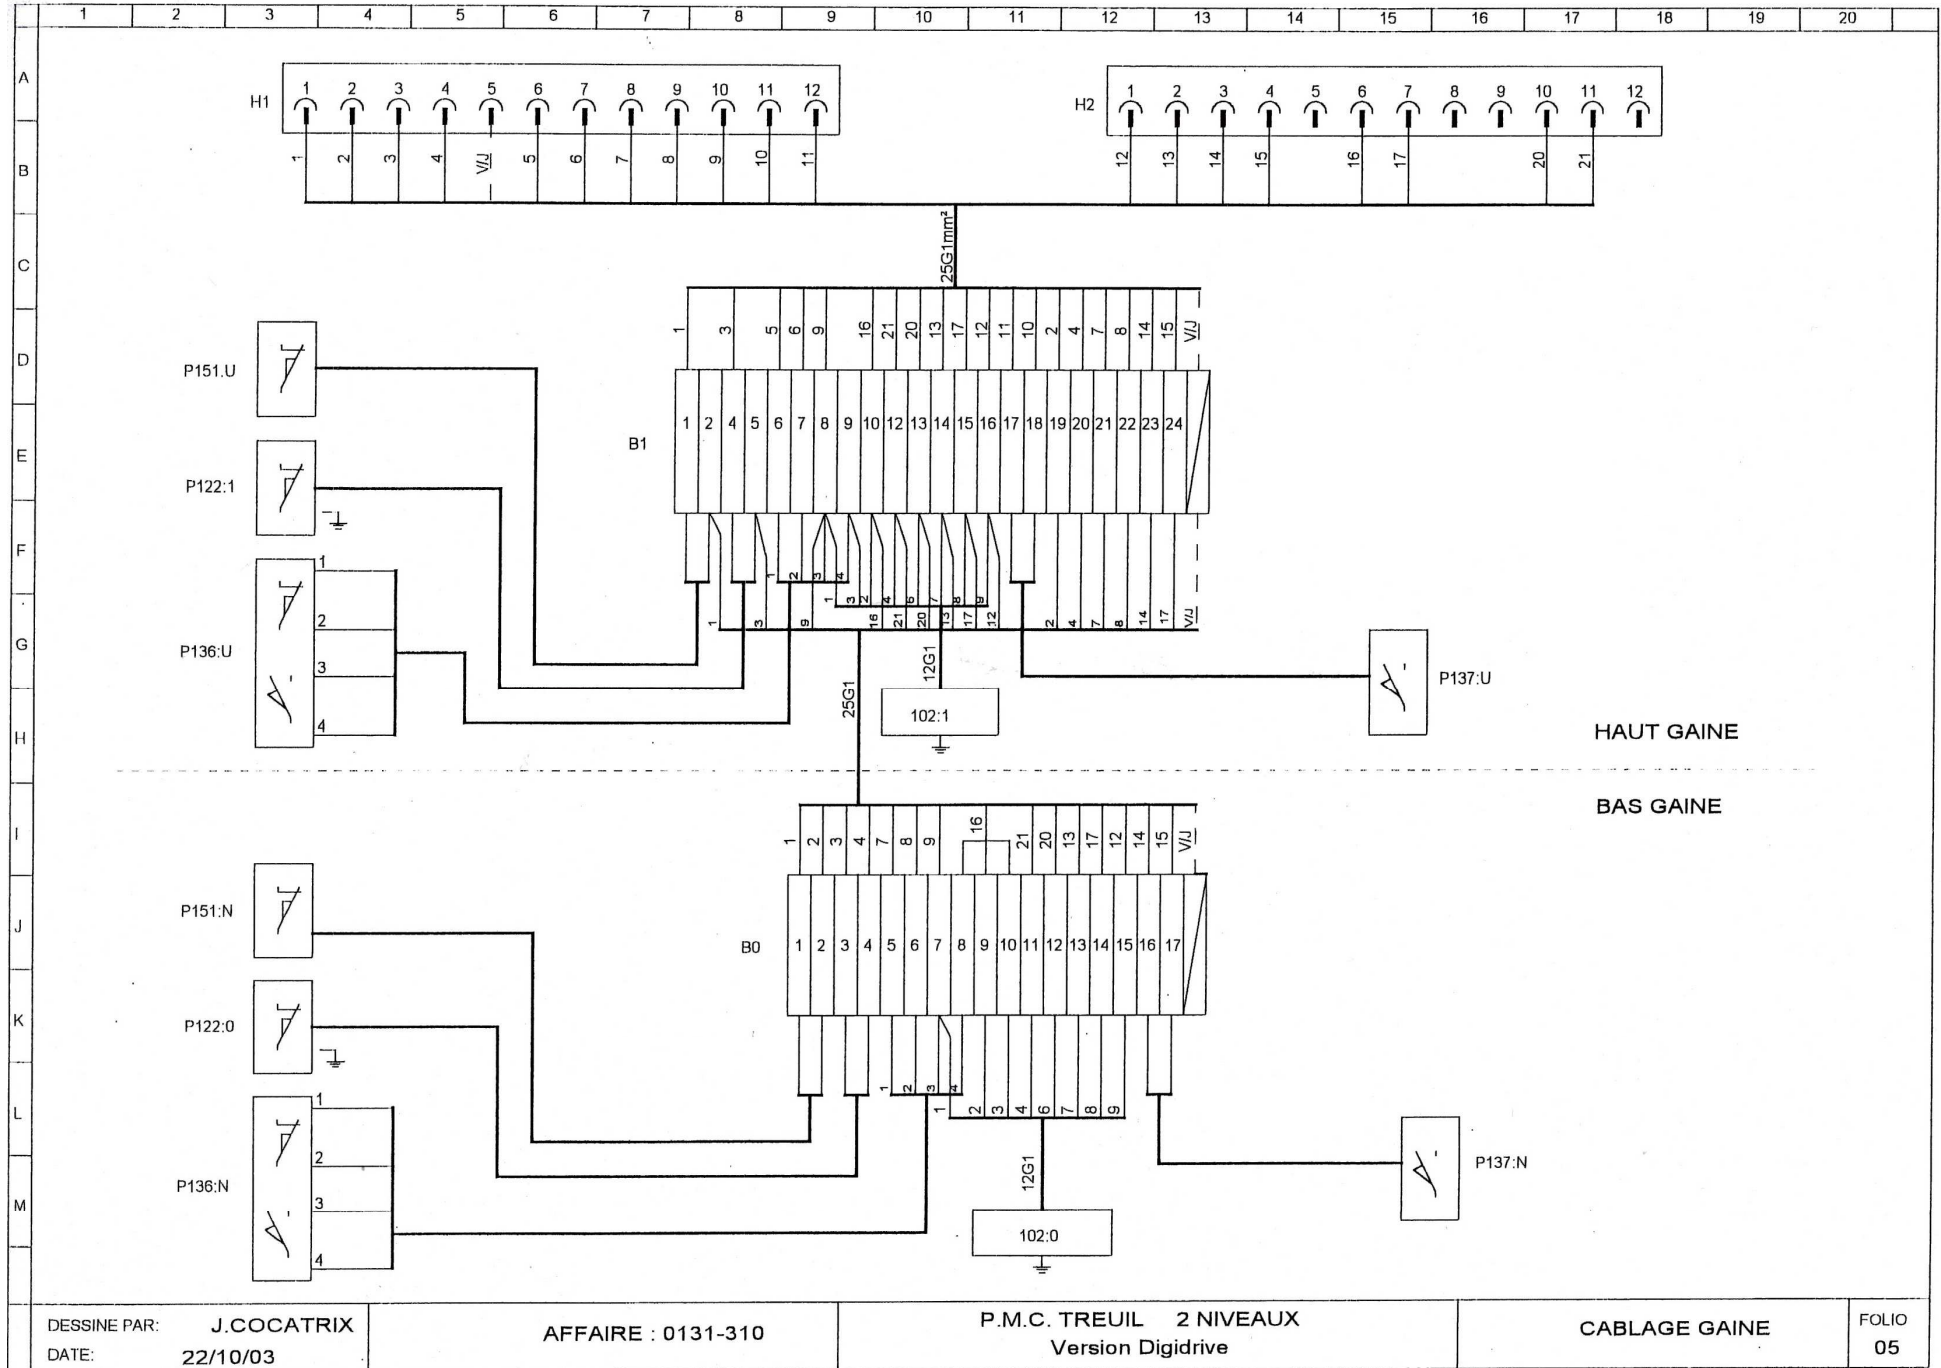 1 2 3 4 5 6 7 8 9 10 11 12 13 14 15 16 17 18 19 20
A
B
C
D
E
F
G
H
I
J
K
L
M
H1 1 2 3 4 5 6 7 8 9 10 11 12
1 2 3 4 V/J 5 6 7 8 9 10 11
H2 1 2 3 4 5 6 7 8 9 10 11 12
12 13 14 15 16 17 20 21
25G1mm²
1 3 5 6 9 16 21 20 13 17 12 11 10 2 4 7 8 14 15 V/J
B1 1 2 4 5 6 7 8 9 10 12 13 14 15 16 17 18 19 20 21 22 23 24
1 2 3 4
1 3 2 4 6 7 8 9
1 3 9 16 21 20 13 17 12 2 4 7 8 14 17 V/J
P151.U
P122:1
P136:U
1
2
3
4
25G1
12G1
102:1
P137:U
HAUT GAINE
BAS GAINE
1 2 3 4 7 8 9 16 21 20 13 17 12 14 15 V/J
B0 1 2 3 4 5 6 7 8 9 10 11 12 13 14 15 16 17
1 2 3 4
1 2 3 4 6 7 8 9
P151:N
P122:0
P136:N
1
2
3
4
12G1
102:0
P137:N
DESSINE PAR: J.COCATRIX
DATE: 22/10/03
AFFAIRE : 0131-310
P.M.C. TREUIL 2 NIVEAUX
Version Digidrive
CABLAGE GAINE
FOLIO
05